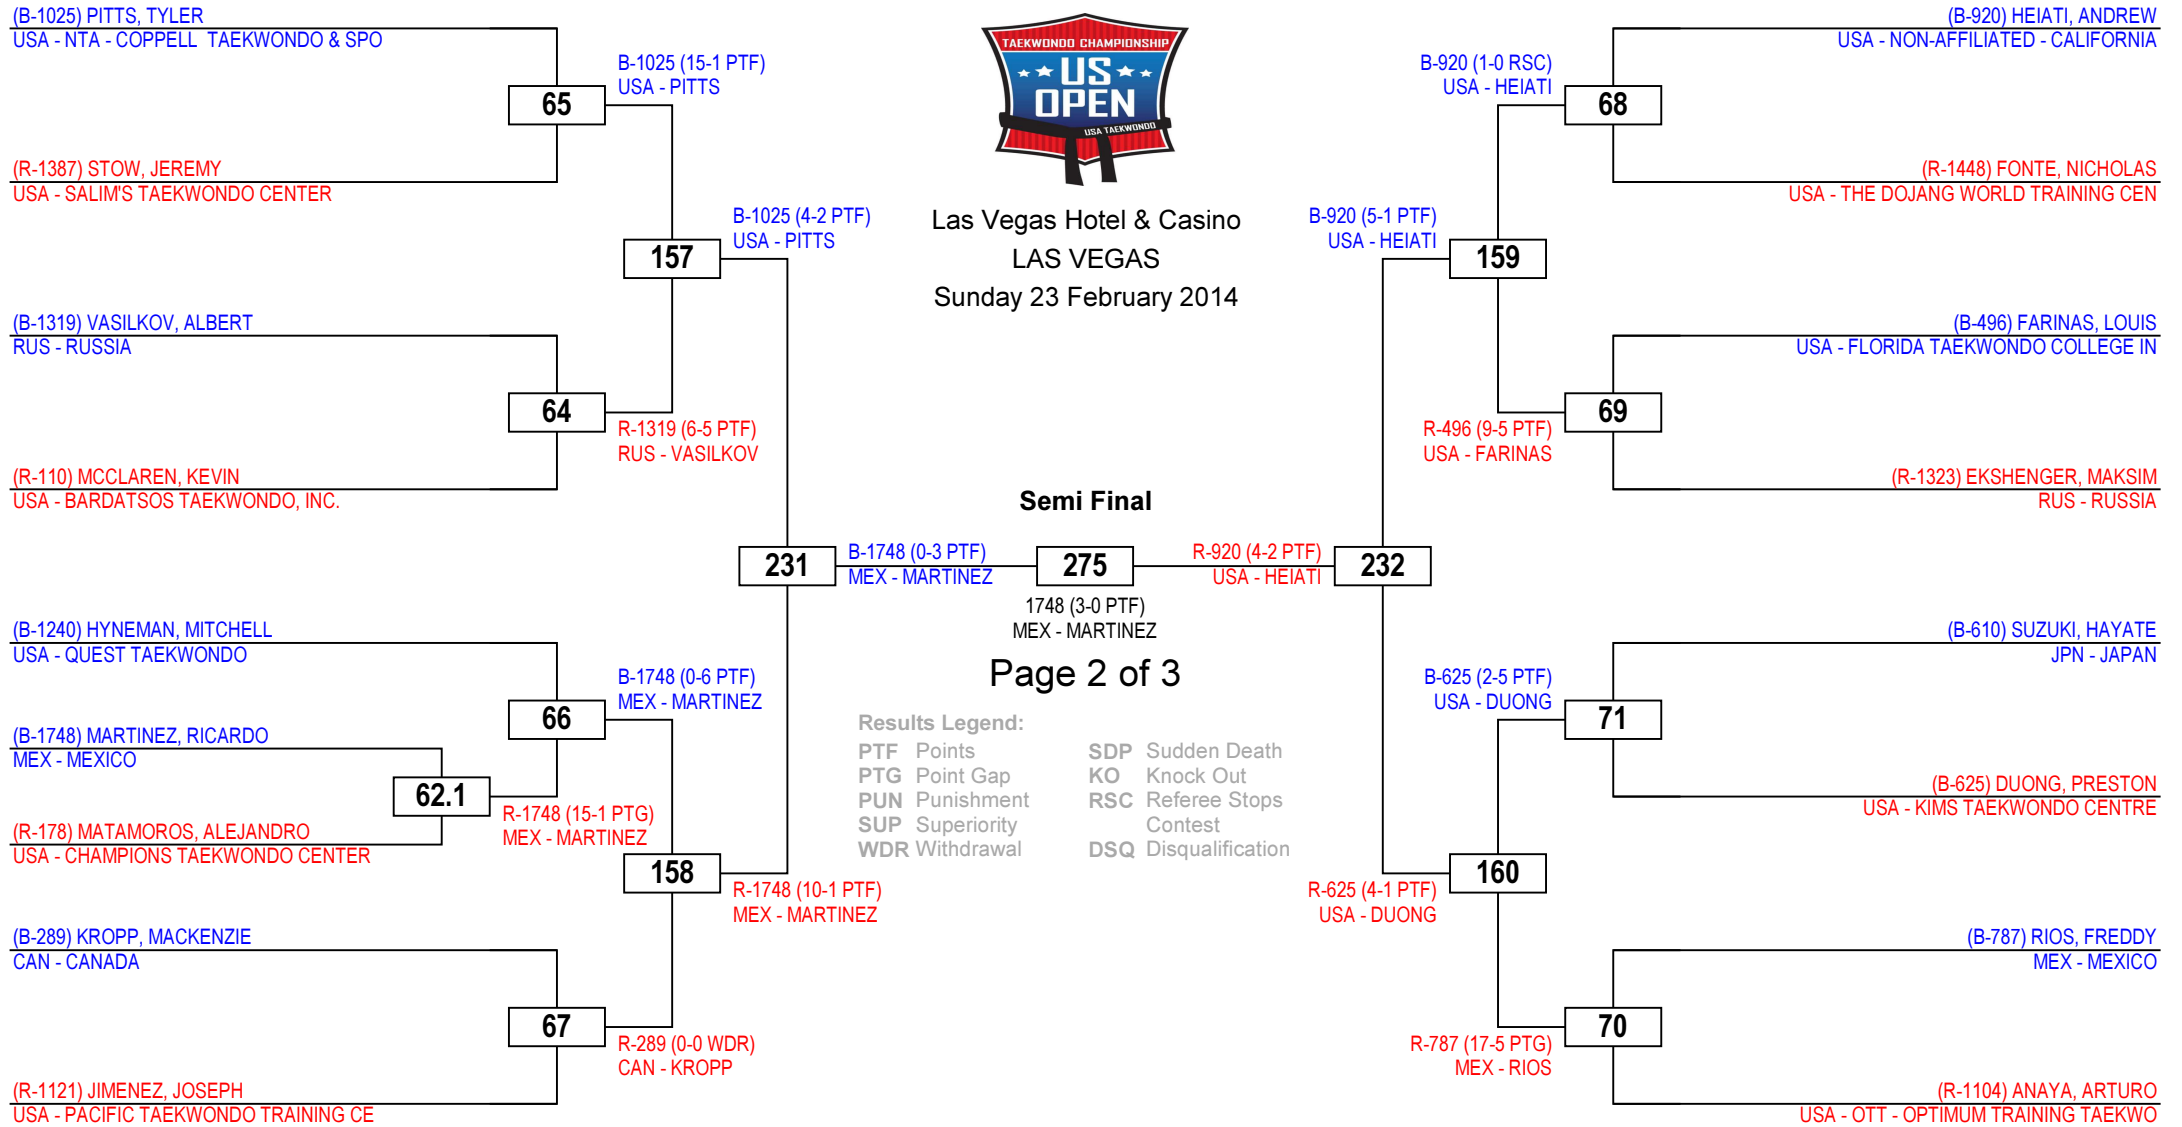 (B-1025) PITTS, TYLER
USA - NTA - COPPELL  TAEKWONDO & SPO
B-1025 (15-1 PTF)
USA - PITTS
65
(R-1387) STOW, JEREMY
USA - SALIM'S TAEKWONDO CENTER
B-1025 (4-2 PTF)
USA - PITTS
157
(B-1319) VASILKOV, ALBERT
RUS - RUSSIA
64
R-1319 (6-5 PTF)
RUS - VASILKOV
(R-110) MCCLAREN, KEVIN
USA - BARDATSOS TAEKWONDO, INC.
231
B-1748 (0-3 PTF)
MEX - MARTINEZ
(B-1240) HYNEMAN, MITCHELL
USA - QUEST TAEKWONDO
B-1748 (0-6 PTF)
MEX - MARTINEZ
66
(B-1748) MARTINEZ, RICARDO
MEX - MEXICO
62.1
R-1748 (15-1 PTG)
MEX - MARTINEZ
(R-178) MATAMOROS, ALEJANDRO
USA - CHAMPIONS TAEKWONDO CENTER
158
R-1748 (10-1 PTF)
MEX - MARTINEZ
(B-289) KROPP, MACKENZIE
CAN - CANADA
67
R-289 (0-0 WDR)
CAN - KROPP
(R-1121) JIMENEZ, JOSEPH
USA - PACIFIC TAEKWONDO TRAINING CE
TAEKWONDO CHAMPIONSHIP
US
OPEN
USA TAEKWONDO
Las Vegas Hotel & Casino
LAS VEGAS
Sunday 23 February 2014
Semi Final
275
1748 (3-0 PTF)
MEX - MARTINEZ
Page 2 of 3
Results Legend:
PTF Points
PTG Point Gap
PUN Punishment
SUP Superiority
WDR Withdrawal
SDP Sudden Death
KO Knock Out
RSC Referee Stops
Contest
DSQ Disqualification
(B-920) HEIATI, ANDREW
USA - NON-AFFILIATED - CALIFORNIA
B-920 (1-0 RSC)
USA - HEIATI
68
(R-1448) FONTE, NICHOLAS
USA - THE DOJANG WORLD TRAINING CEN
B-920 (5-1 PTF)
USA - HEIATI
159
(B-496) FARINAS, LOUIS
USA - FLORIDA TAEKWONDO COLLEGE IN
69
R-496 (9-5 PTF)
USA - FARINAS
(R-1323) EKSHENGER, MAKSIM
RUS - RUSSIA
R-920 (4-2 PTF)
USA - HEIATI
232
(B-610) SUZUKI, HAYATE
JPN - JAPAN
B-625 (2-5 PTF)
USA - DUONG
71
(B-625) DUONG, PRESTON
USA - KIMS TAEKWONDO CENTRE
160
R-625 (4-1 PTF)
USA - DUONG
(B-787) RIOS, FREDDY
MEX - MEXICO
70
R-787 (17-5 PTG)
MEX - RIOS
(R-1104) ANAYA, ARTURO
USA - OTT - OPTIMUM TRAINING TAEKWO